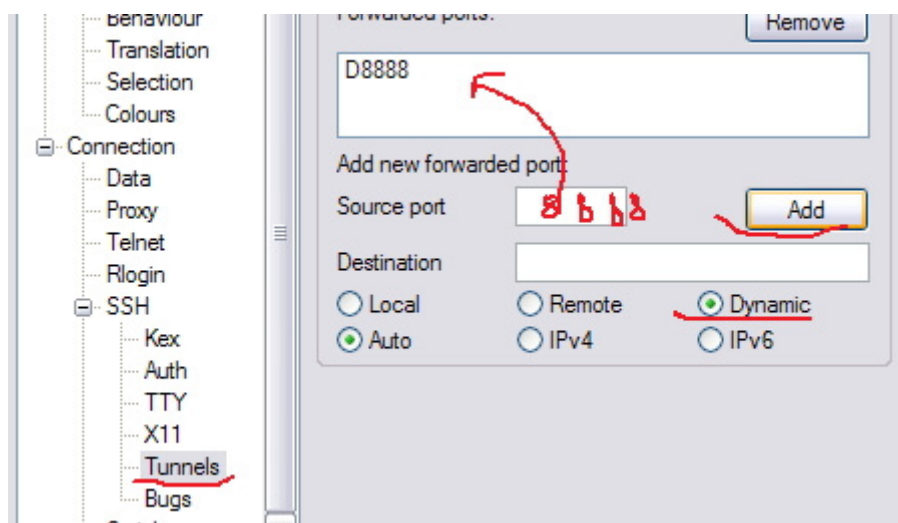 Behaviour
Translation
Selection
Colours
Connection
Data
Proxy
Telnet
Rlogin
SSH
Kex
Auth
TTY
X11
Tunnels
Bugs
Forwarded ports:
Remove
D8888
Add new forwarded port:
Source port
8888
Add
Destination
Local
Remote
Dynamic
Auto
IPv4
IPv6